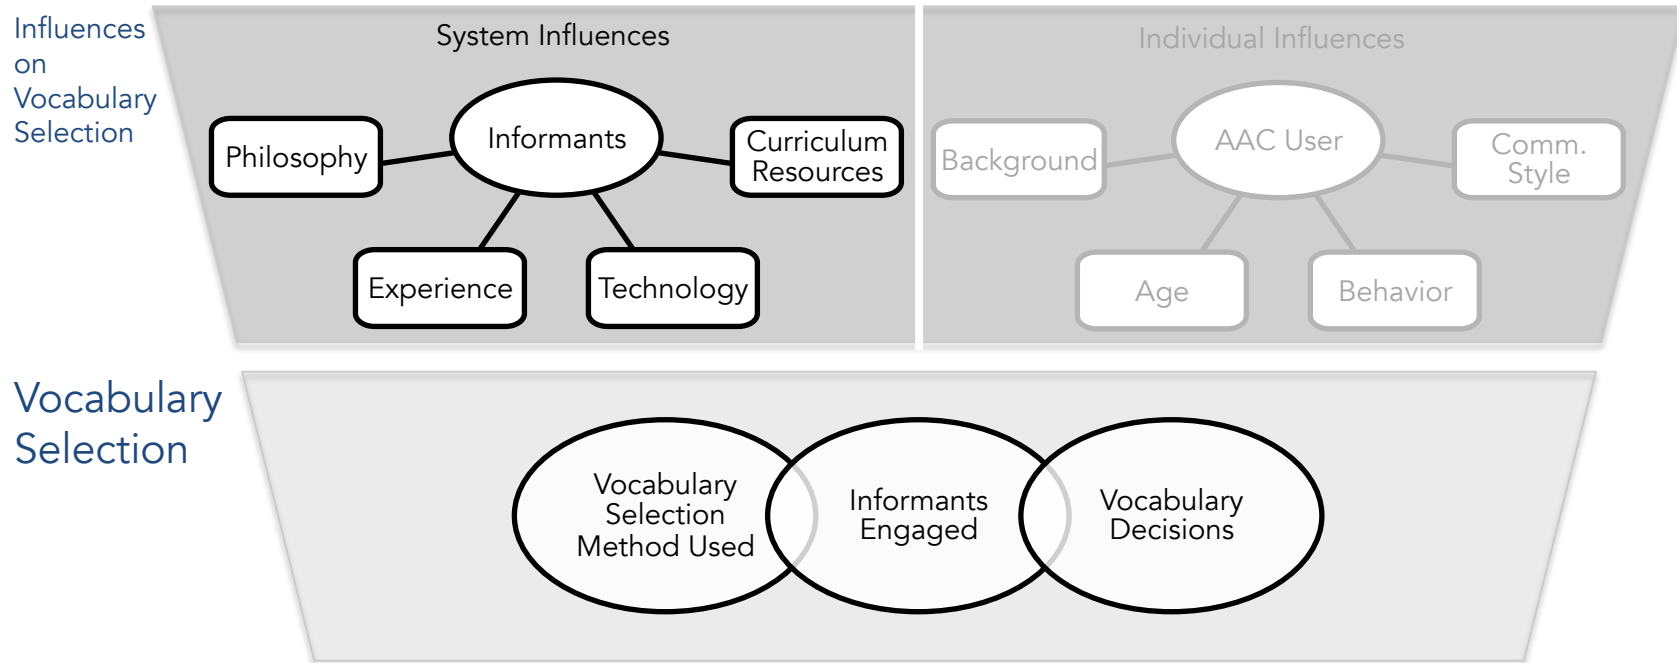 Influences
on
Vocabulary
Selection
System Influences
Informants
Philosophy
Curriculum
Resources
Experience
Technology
Individual Influences
AAC User
Background
Comm.
Style
Age
Behavior
Vocabulary
Selection
Vocabulary
Selection
Method Used
Informants
Engaged
Vocabulary
Decisions